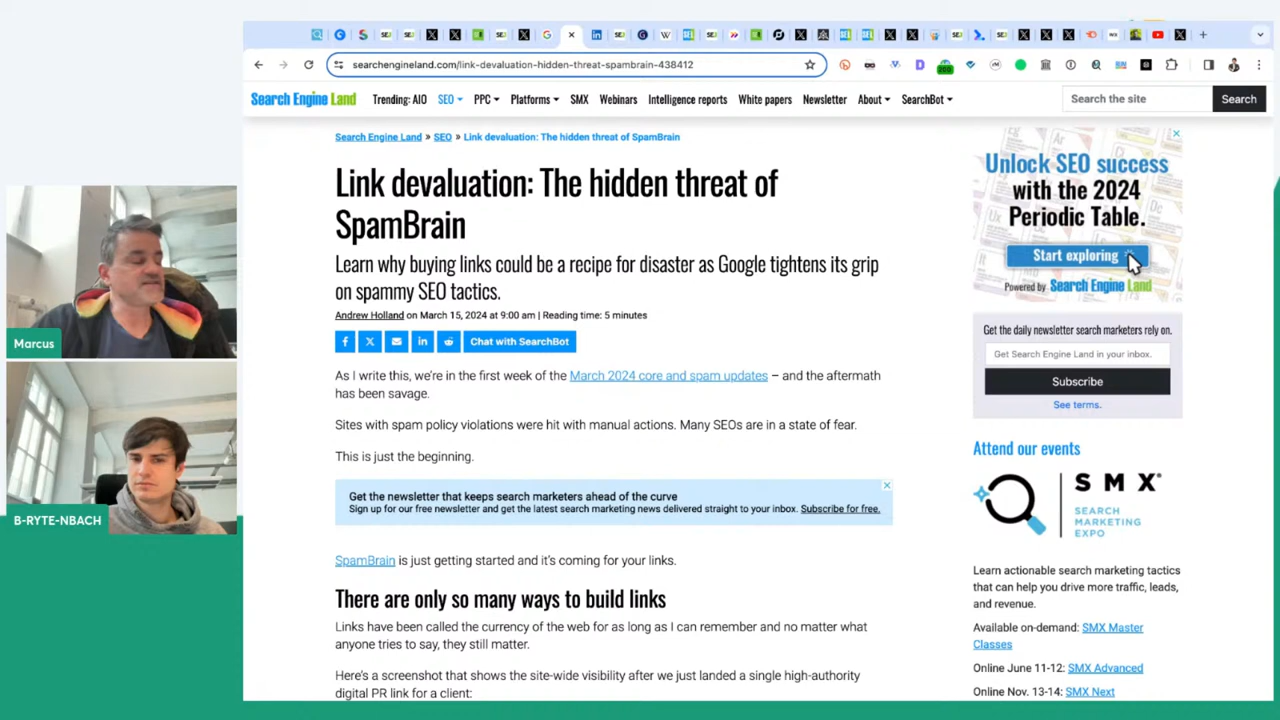 searchengineland.com/link-devaluation-hidden-threat-spambrain-438412
Search Engine Land
Trending: AIO
SEO
PPC
Platforms
SMX
Webinars
Intelligence reports
White papers
Newsletter
About
SearchBot
Search the site
Search
Search Engine Land » SEO » Link devaluation: The hidden threat of SpamBrain
Link devaluation: The hidden threat of
SpamBrain
Learn why buying links could be a recipe for disaster as Google tightens its grip
on spammy SEO tactics.
Andrew Holland on March 15, 2024 at 9:00 am | Reading time: 5 minutes
Chat with SearchBot
As I write this, we're in the first week of the March 2024 core and spam updates – and the aftermath
has been savage.
Sites with spam policy violations were hit with manual actions. Many SEOs are in a state of fear.
This is just the beginning.
Get the newsletter that keeps search marketers ahead of the curve
Sign up for our free newsletter and get the latest search marketing news delivered straight to your inbox. Subscribe for free.
SpamBrain is just getting started and it's coming for your links.
There are only so many ways to build links
Links have been called the currency of the web for as long as I can remember and no matter what
anyone tries to say, they still matter.
Here's a screenshot that shows the site-wide visibility after we just landed a single high-authority
digital PR link for a client:
Unlock SEO success
with the 2024
Periodic Table.
Start exploring
Powered by Search Engine Land
Get the daily newsletter search marketers rely on.
Get Search Engine Land in your inbox.
Subscribe
See terms.
Attend our events
SMX
SEARCH
MARKETING
EXPO
Learn actionable search marketing tactics
that can help you drive more traffic, leads,
and revenue.
Available on-demand: SMX Master
Classes
Online June 11-12: SMX Advanced
Online Nov. 13-14: SMX Next
Marcus
B-RYTE-NBACH